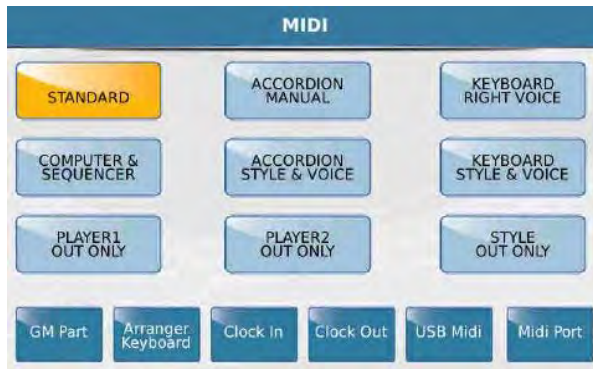 MIDI
STANDARD
ACCORDION
MANUAL
KEYBOARD
RIGHT VOICE
COMPUTER &
SEQUENCER
ACCORDION
STYLE & VOICE
KEYBOARD
STYLE & VOICE
PLAYER1
OUT ONLY
PLAYER2
OUT ONLY
STYLE
OUT ONLY
GM Part
Arranger
Keyboard
Clock In
Clock Out
USB Midi
Midi Port